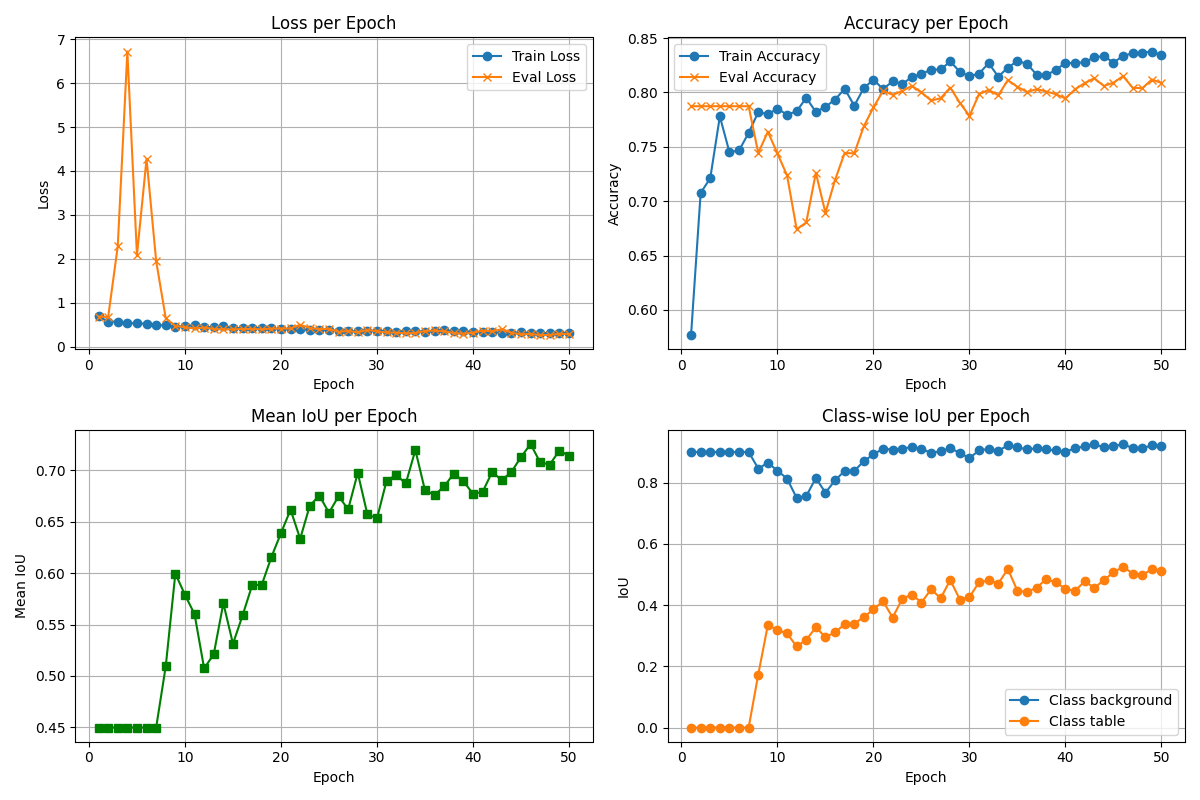 Loss per Epoch
7
6
5
4
3
2
1
0
Loss
Train Loss
Eval Loss
0 10 20 30 40 50
Epoch
Accuracy per Epoch
0.85
0.80
0.75
0.70
0.65
0.60
Accuracy
Train Accuracy
Eval Accuracy
0 10 20 30 40 50
Epoch
Mean IoU per Epoch
0.70
0.65
0.60
0.55
0.50
0.45
Mean IoU
0 10 20 30 40 50
Epoch
Class-wise IoU per Epoch
0.8
0.6
0.4
0.2
0.0
IoU
Class background
Class table
0 10 20 30 40 50
Epoch